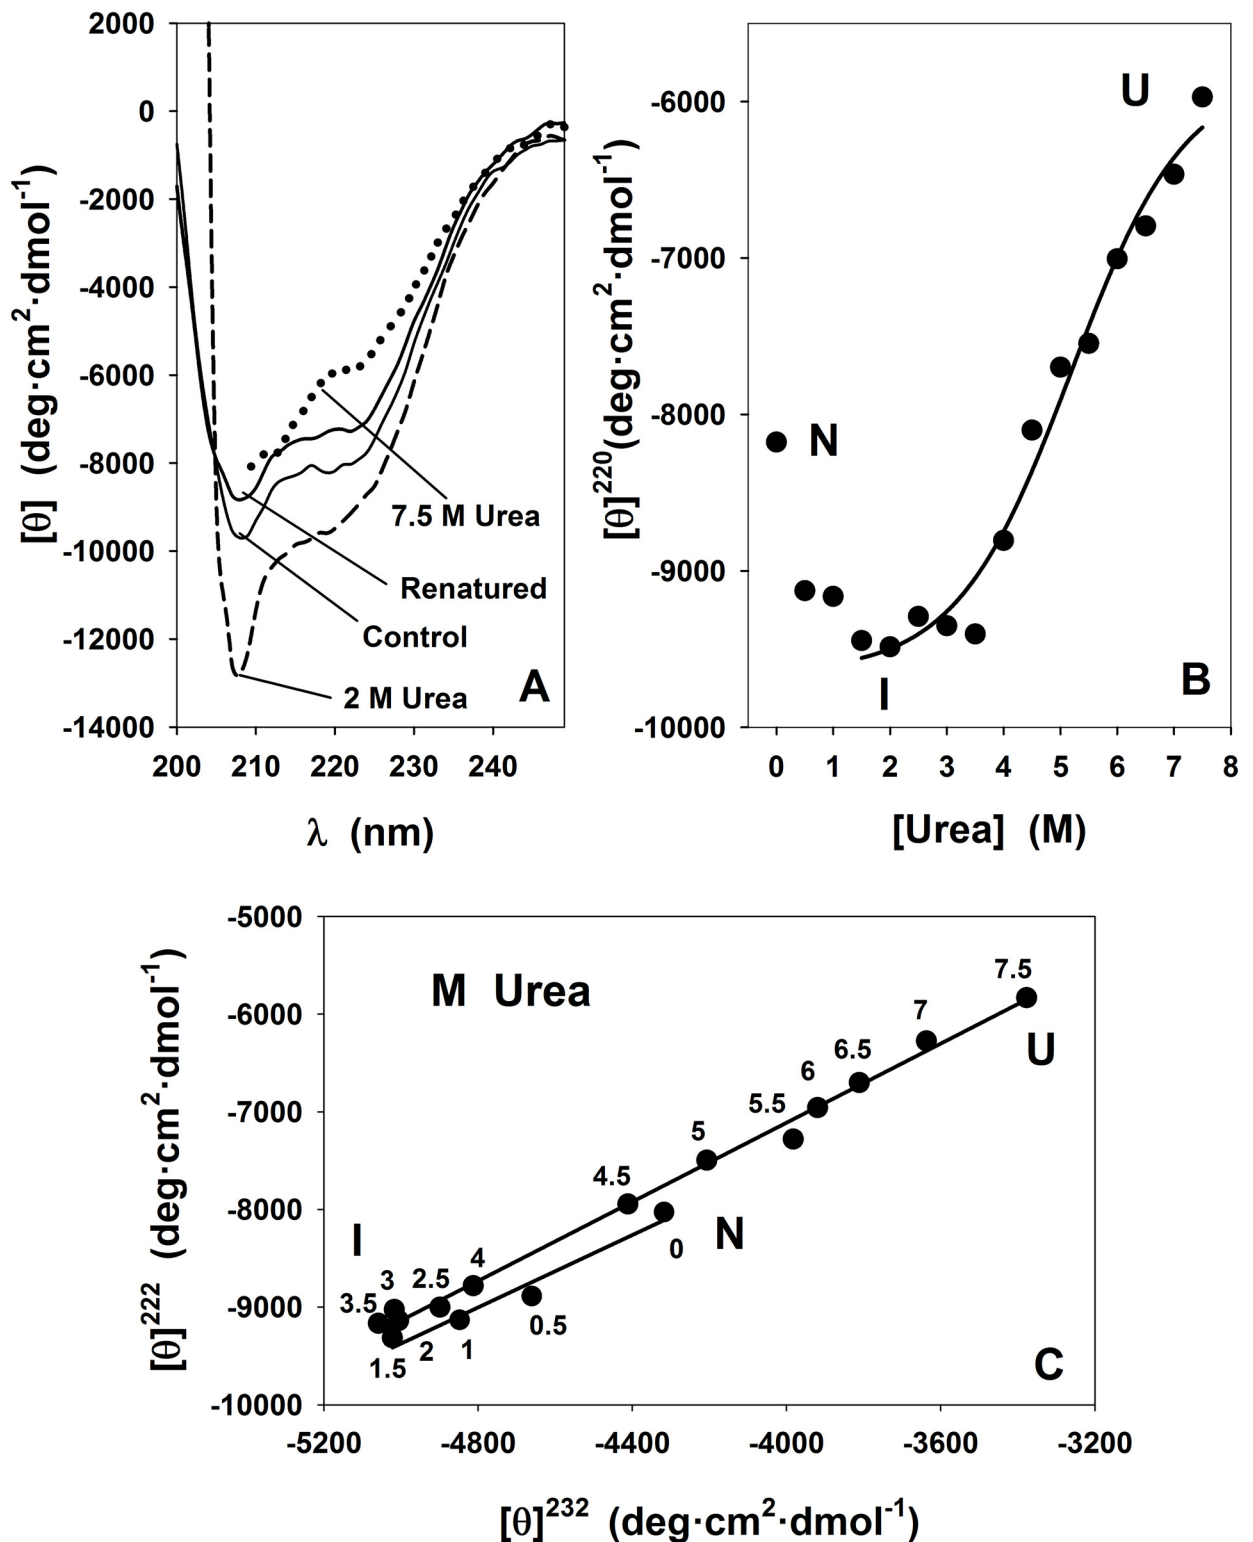 2000
0
-2000
-4000
-6000
-8000
-10000
-12000
-14000
200 210 220 230 240
[θ] (deg·cm²·dmol⁻¹)
λ (nm)
7.5 M Urea
Renatured
Control
2 M Urea
A
-6000
-7000
-8000
-9000
-10000
0 1 2 3 4 5 6 7 8
[θ]²²⁰(deg·cm²·dmol⁻¹)
[Urea] (M)
U
N
I
B
-5000
-6000
-7000
-8000
-9000
-10000
-5200 -4800 -4400 -4000 -3600 -3200
[θ]²²² (deg·cm²·dmol⁻¹)
[θ]²³² (deg·cm²·dmol⁻¹)
M Urea
7.5
7
U
6.5
6
5.5
5
4.5
I
N
0
4
3
2.5
3.5
0.5
2
1
1.5
C